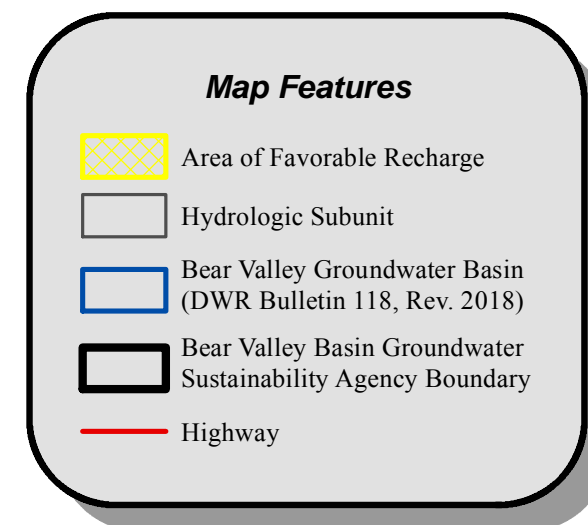 Map Features
Area of Favorable Recharge
Hydrologic Subunit
Bear Valley Groundwater Basin
(DWR Bulletin 118, Rev. 2018)
Bear Valley Basin Groundwater
Sustainability Agency Boundary
Highway